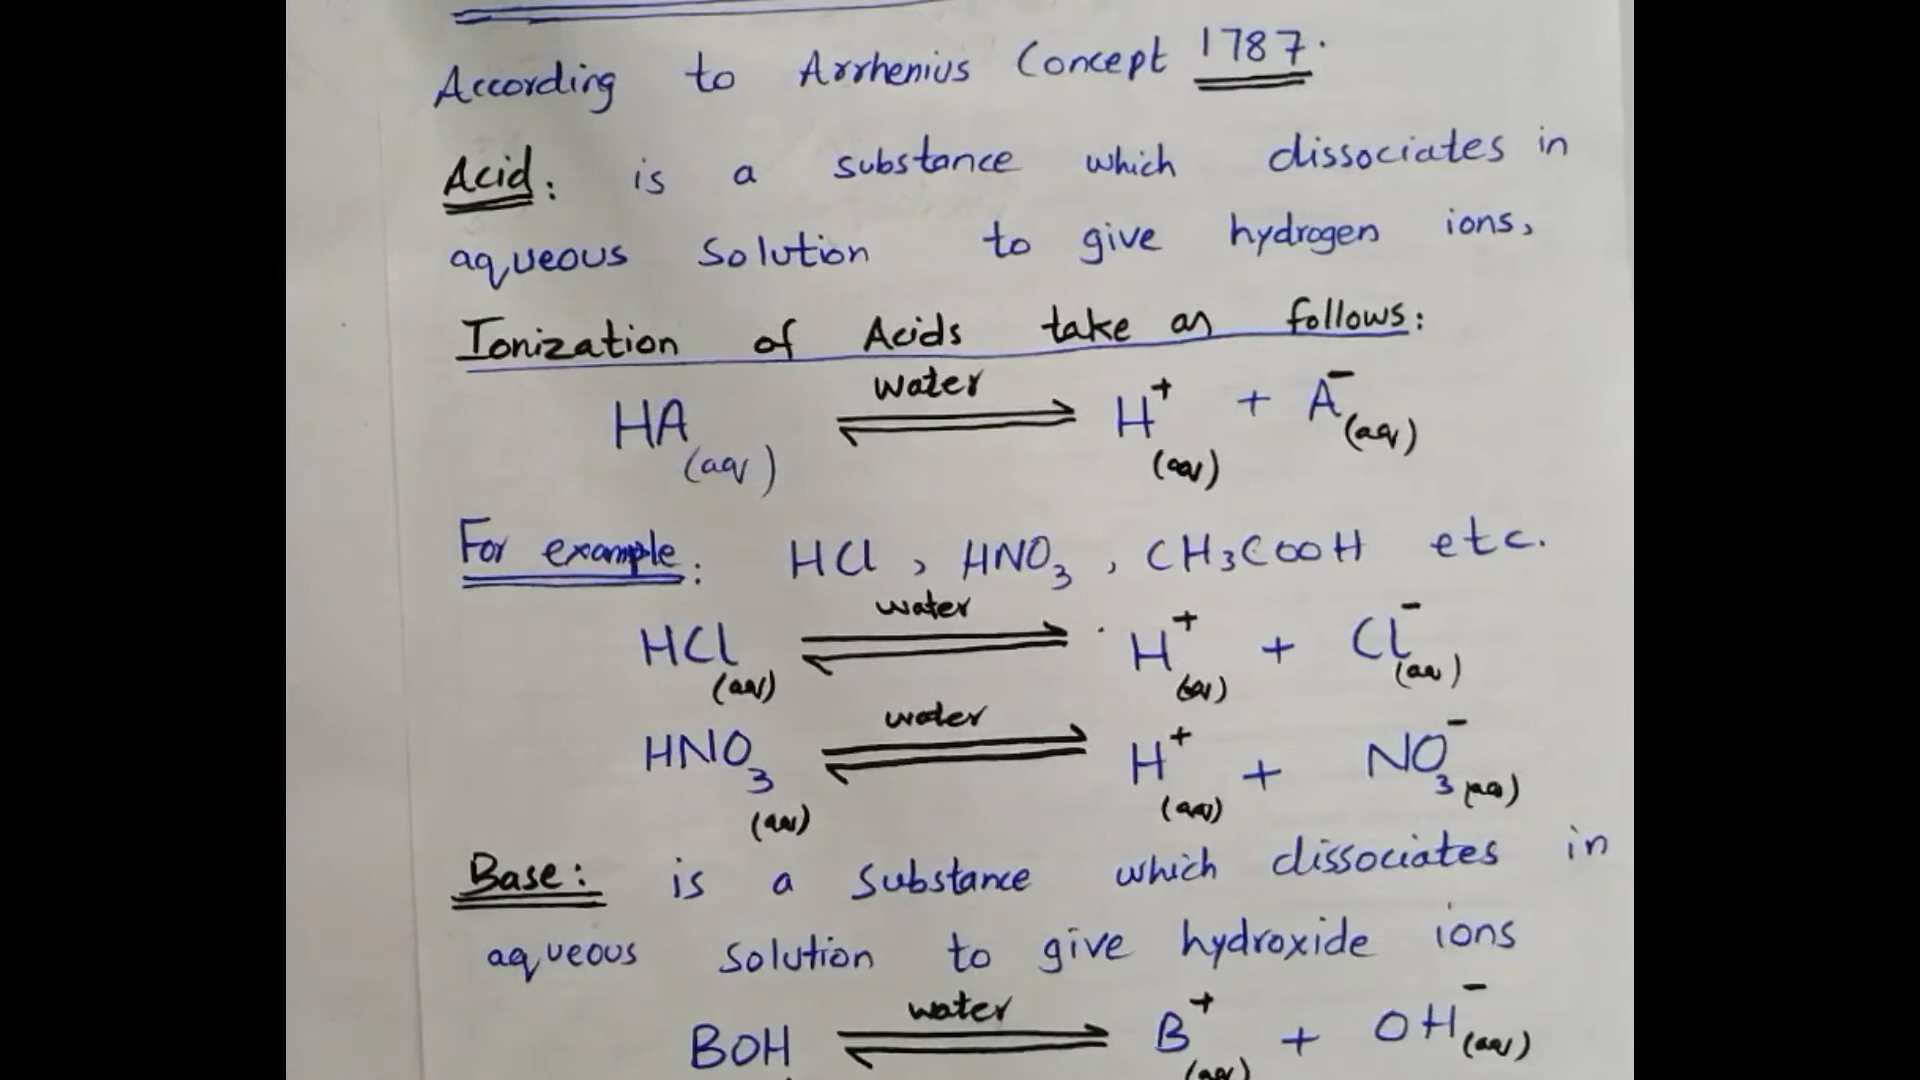 According to Arrhenius Concept 1787.
Acid: is a substance which dissociates in
aqueous solution to give hydrogen ions,
Ionization of Acids take as follows:
HA(aq) ⇌ water H⁺(aq) + A⁻(aq)
For example: HCl, HNO₃, CH₃COOH etc.
HCl(aq) ⇌ water H⁺(aq) + Cl⁻(aq)
HNO₃(aq) ⇌ water H⁺(aq) + NO₃⁻(aq)
Base: is a substance which dissociates in
aqueous solution to give hydroxide ions
BOH ⇌ water B⁺(aq) + OH⁻(aq)